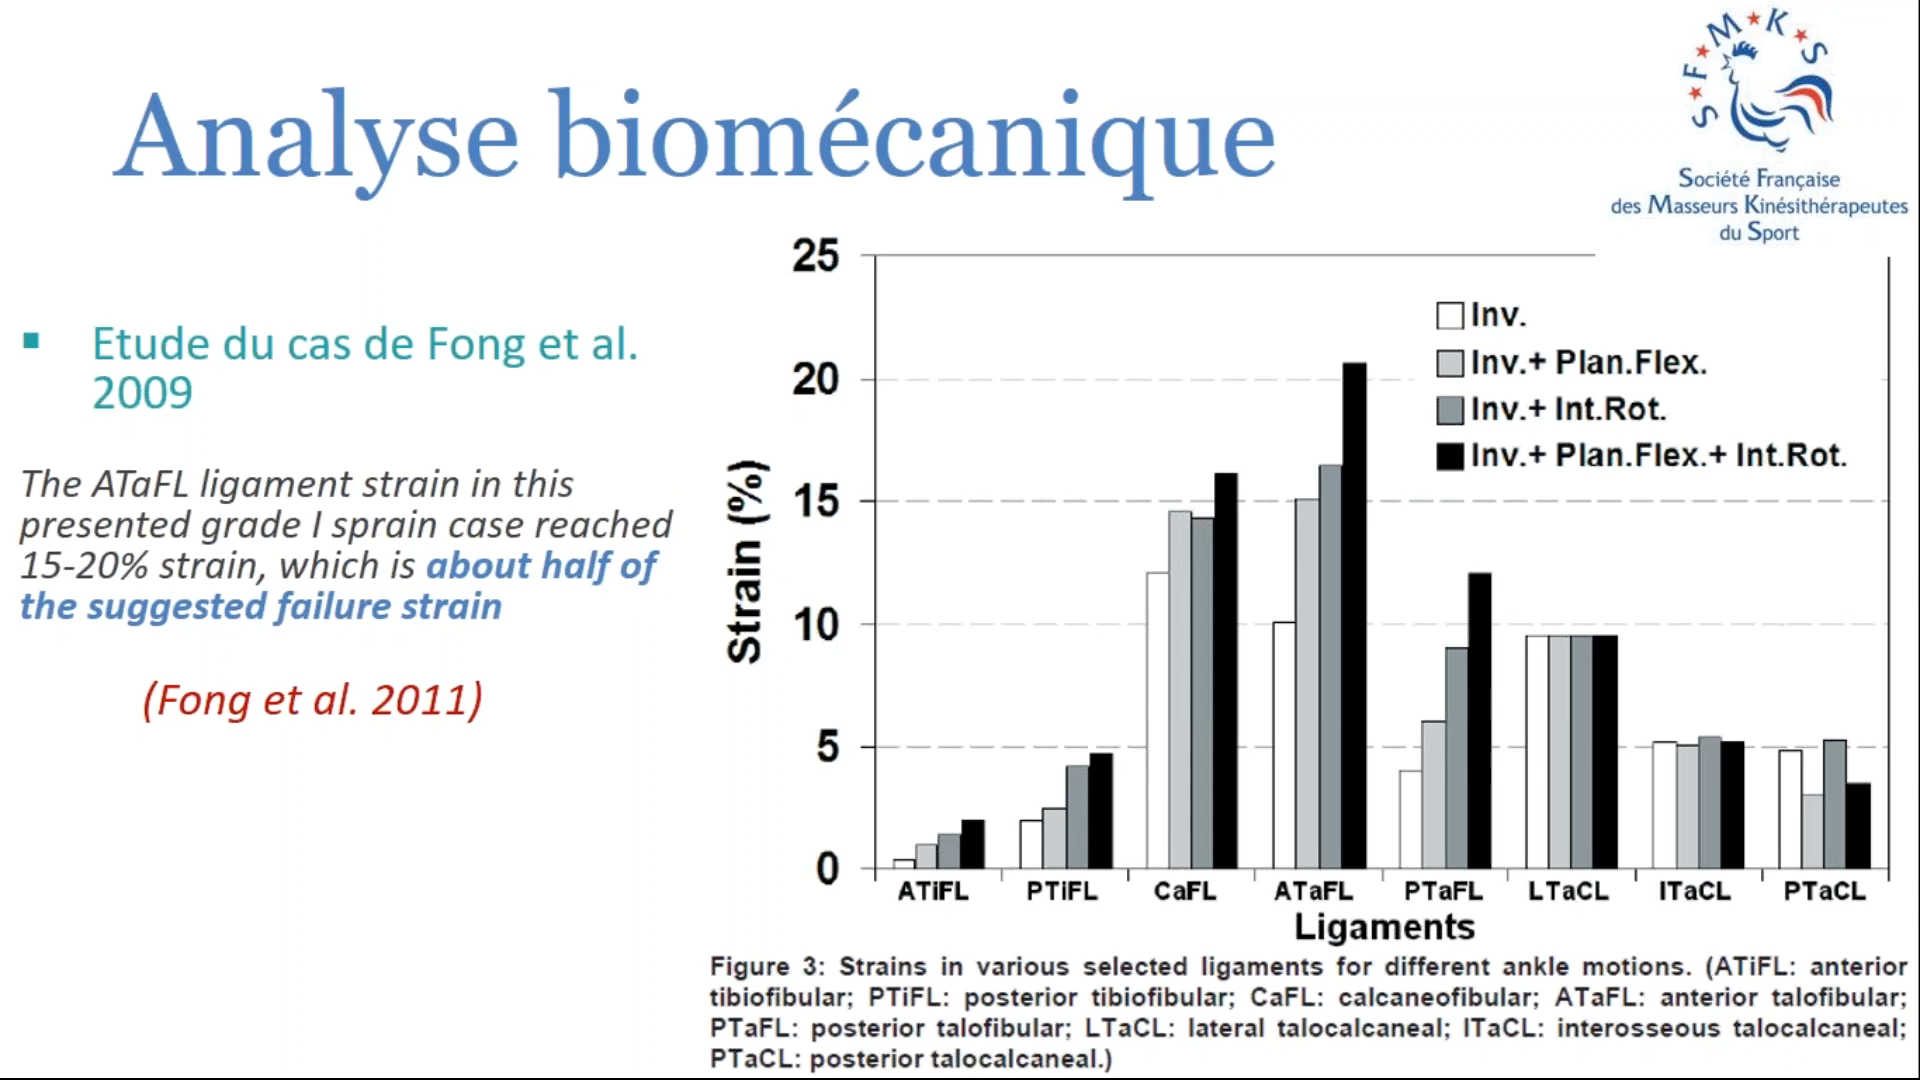 Analyse biomécanique
S★F★M★K★S
Société Française
des Masseurs Kinésithérapeutes
du Sport
▪ Etude du cas de Fong et al.
2009
The ATaFL ligament strain in this
presented grade I sprain case reached
15-20% strain, which is about half of
the suggested failure strain
(Fong et al. 2011)
Strain (%)
25
20
15
10
5
0
Inv.
Inv.+ Plan.Flex.
Inv.+ Int.Rot.
Inv.+ Plan.Flex.+ Int.Rot.
ATiFL PTiFL CaFL ATaFL PTaFL LTaCL ITaCL PTaCL
Ligaments
Figure 3: Strains in various selected ligaments for different ankle motions. (ATiFL: anterior
tibiofibular; PTiFL: posterior tibiofibular; CaFL: calcaneofibular; ATaFL: anterior talofibular;
PTaFL: posterior talofibular; LTaCL: lateral talocalcaneal; ITaCL: interosseous talocalcaneal;
PTaCL: posterior talocalcaneal.)